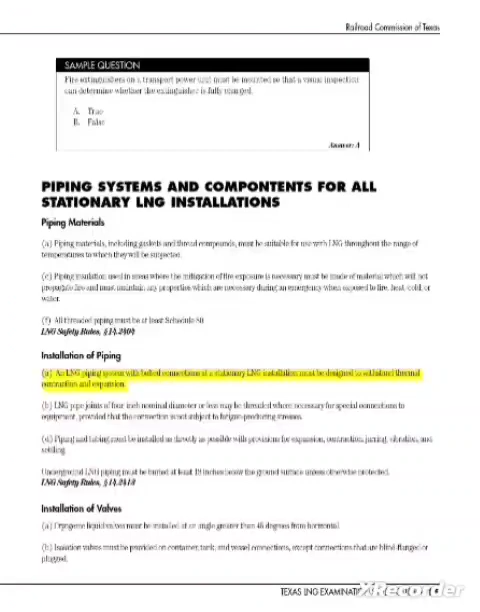 Railroad Commission of Texas
SAMPLE QUESTION
Fire extinguishers on a transport power unit must be mounted so that a visual inspection
can determine whether the extinguisher is fully charged.
A. True
B. False
Answer: A
PIPING SYSTEMS AND COMPONTENTS FOR ALL
STATIONARY LNG INSTALLATIONS
Piping Materials
(a) Piping materials, including gaskets and thread compounds, must be suitable for use with LNG throughout the range of
temperatures to which they will be subjected.
(c) Piping insulation used in areas where the mitigation of fire exposure is necessary must be made of material which will not
propagate fire and must maintain any properties which are necessary during an emergency when exposed to fire, heat, cold, or
water.
(f) All threaded piping must be at least Schedule 80
LNG Safety Rules, §14.2404
Installation of Piping
(a) An LNG piping system with bolted connections at a stationary LNG installation must be designed to withstand thermal
contraction and expansion.
(b) LNG pipe joints of four-inch nominal diameter or less may be threaded where necessary for special connections to
equipment, provided that the connection is not subject to fatigue-producing stresses.
(d) Piping and tubing must be installed as directly as possible with provisions for expansion, contraction, jarring, vibration, and
settling.
Underground LNG piping must be buried at least 18 inches below the ground surface unless otherwise protected.
LNG Safety Rules, §14.2413
Installation of Valves
(a) Cryogenic liquid valves must be installed at an angle greater than 45 degrees from horizontal.
(b) Isolation valves must be provided on container, tank, and vessel connections, except connections that are blind-flanged or
plugged.
TEXAS LNG EXAMINATION
XRecorder